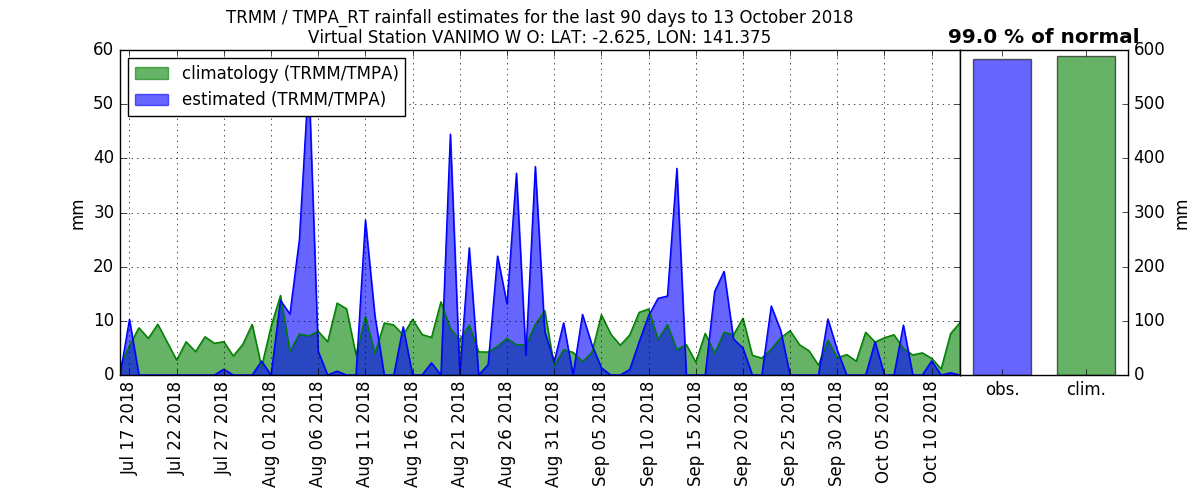 TRMM / TMPA_RT rainfall estimates for the last 90 days to 13 October 2018
Virtual Station VANIMO W O: LAT: -2.625, LON: 141.375
99.0 % of normal
climatology (TRMM/TMPA)
estimated (TRMM/TMPA)
mm
60
50
40
30
20
10
0
Jul 17 2018
Jul 22 2018
Jul 27 2018
Aug 01 2018
Aug 06 2018
Aug 11 2018
Aug 16 2018
Aug 21 2018
Aug 26 2018
Aug 31 2018
Sep 05 2018
Sep 10 2018
Sep 15 2018
Sep 20 2018
Sep 25 2018
Sep 30 2018
Oct 05 2018
Oct 10 2018
obs.
clim.
600
500
400
300
200
100
0
mm